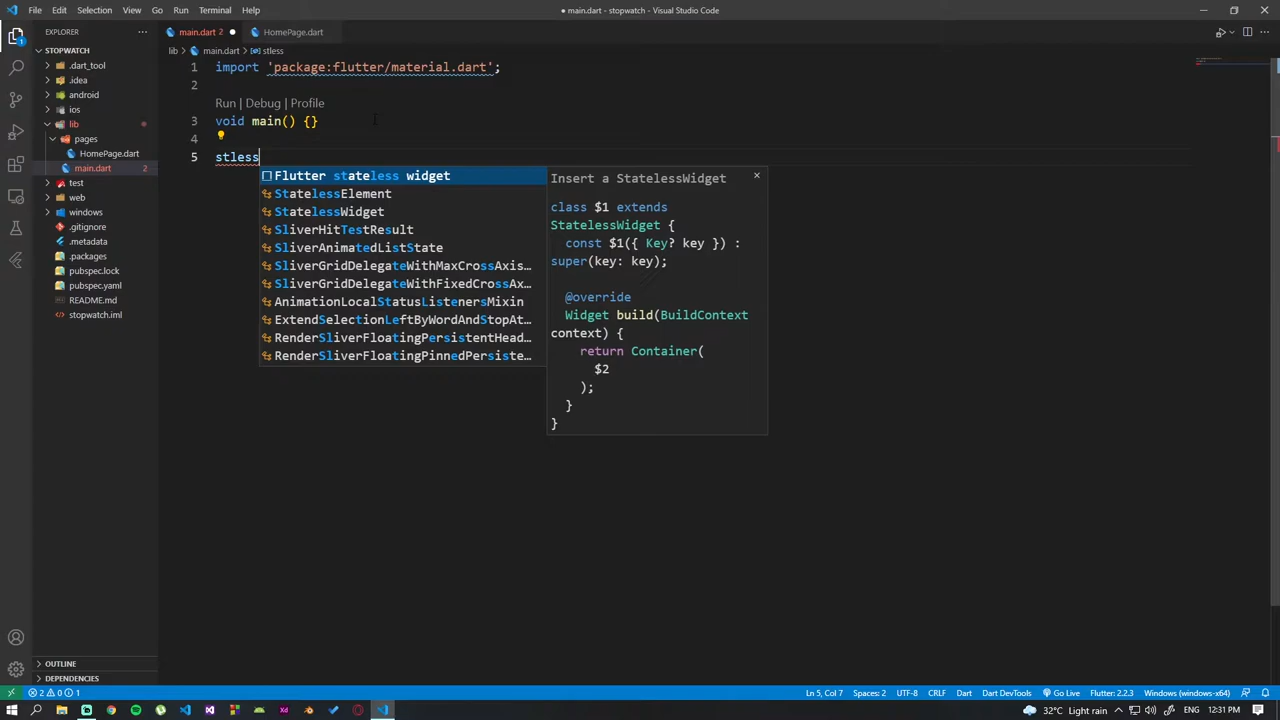 File Edit Selection View Go Run Terminal Help
● main.dart - stopwatch - Visual Studio Code
EXPLORER
STOPWATCH
.dart_tool
.idea
android
ios
lib
pages
HomePage.dart
main.dart 2
test
web
windows
.gitignore
.metadata
.packages
pubspec.lock
pubspec.yaml
README.md
stopwatch.iml
OUTLINE
DEPENDENCIES
main.dart 2 ● HomePage.dart
lib > main.dart > stless
1 import 'package:flutter/material.dart';
2
Run | Debug | Profile
3 void main() {}
4
5 stless
Flutter stateless widget
StatelessElement
StatelessWidget
SliverHitTestResult
SliverAnimatedListState
SliverGridDelegateWithMaxCrossAxis...
SliverGridDelegateWithFixedCrossAx...
AnimationLocalStatusListenersMixin
ExtendSelectionLeftByWordAndStopAt...
RenderSliverFloatingPersistentHead...
RenderSliverFloatingPinnedPersiste...
Insert a StatelessWidget
class $1 extends
StatelessWidget {
const $1({ Key? key }) :
super(key: key);
@override
Widget build(BuildContext
context) {
return Container(
$2
);
}
}
2 0 1
Ln 5, Col 7 Spaces: 2 UTF-8 CRLF Dart Dart DevTools Go Live Flutter: 2.2.3 Windows (windows-x64)
32°C Light rain 12:31 PM